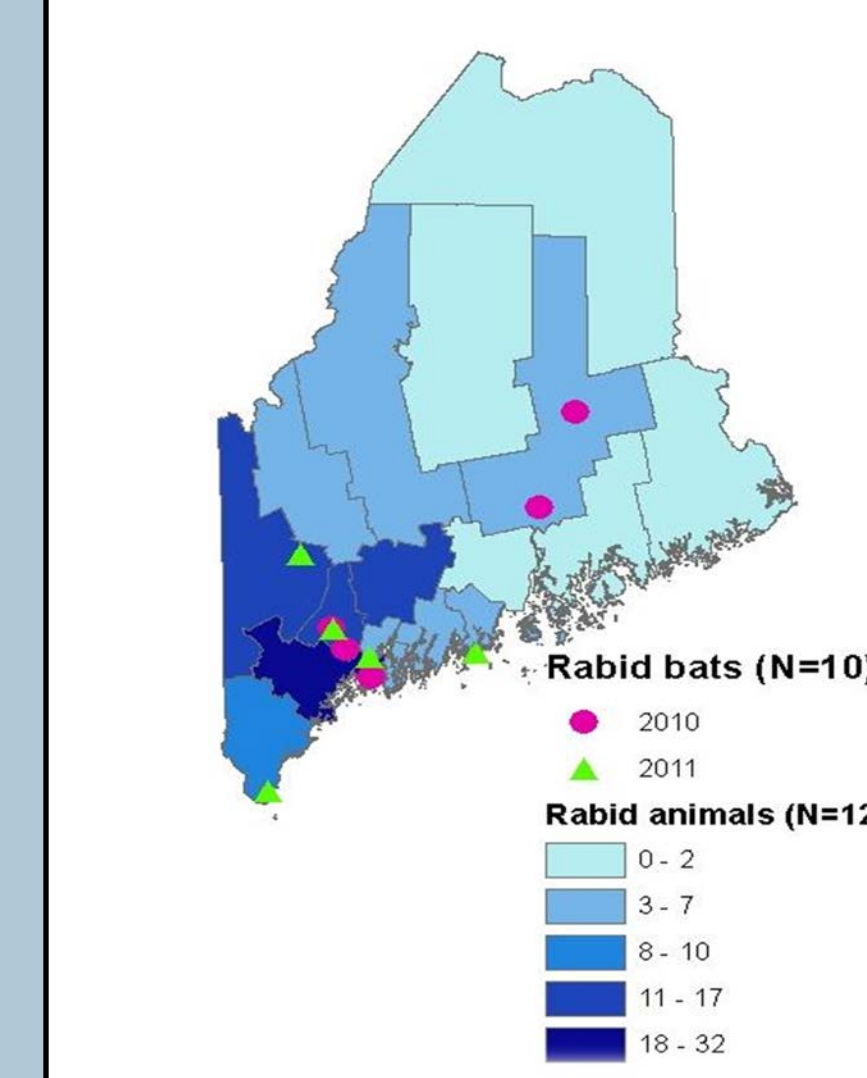 Rabid bats (N=10)
2010
2011
Rabid animals (N=12
0 - 2
3 - 7
8 - 10
11 - 17
18 - 32